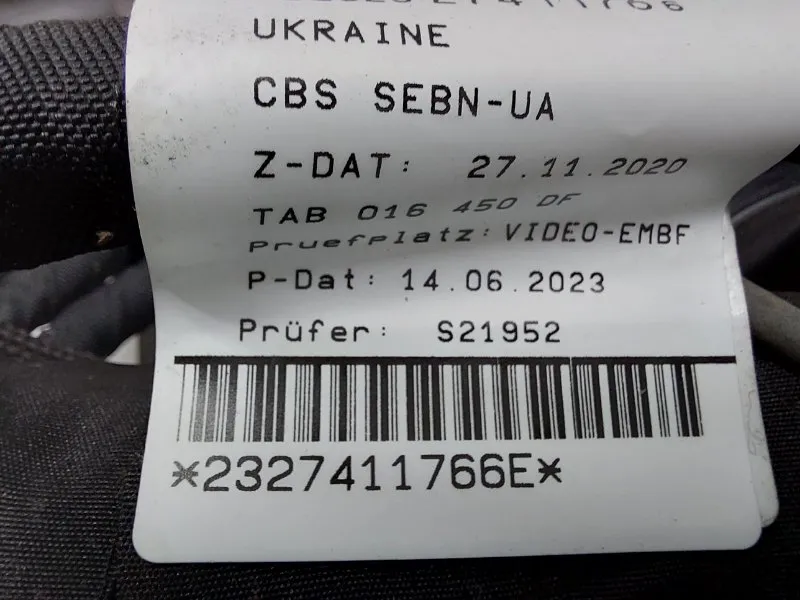 UKRAINE
CBS SEBN-UA
Z-DAT: 27.11.2020
TAB 016 450 DF
Pruefplatz: VIDEO-EMBF
P-Dat: 14.06.2023
Prüfer: S21952
*2327411766E*